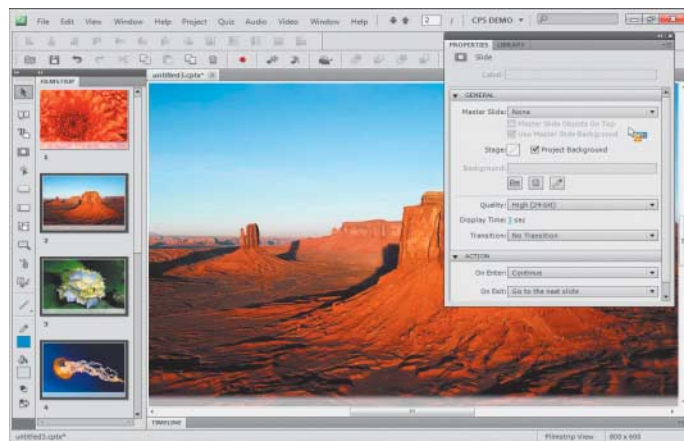 File Edit View Window Help Project Quiz Audio Video Window Help 2 / CP5 DEMO
PROPERTIES LIBRARY
Slide
Label:
GENERAL
Master Slide: None
Master Slide Objects On Top
Use Master Slide Background
Stage: Project Background
Background:
Quality: High (24-bit)
Display Time: 3 sec
Transition: No Transition
ACTION
On Enter: Continue
On Exit: Go to the next slide
untitled3.cptx*
FILMSTRIP
1
2
3
4
TIMELINE
untitled3.cptx*
Filmstrip View 800 x 600